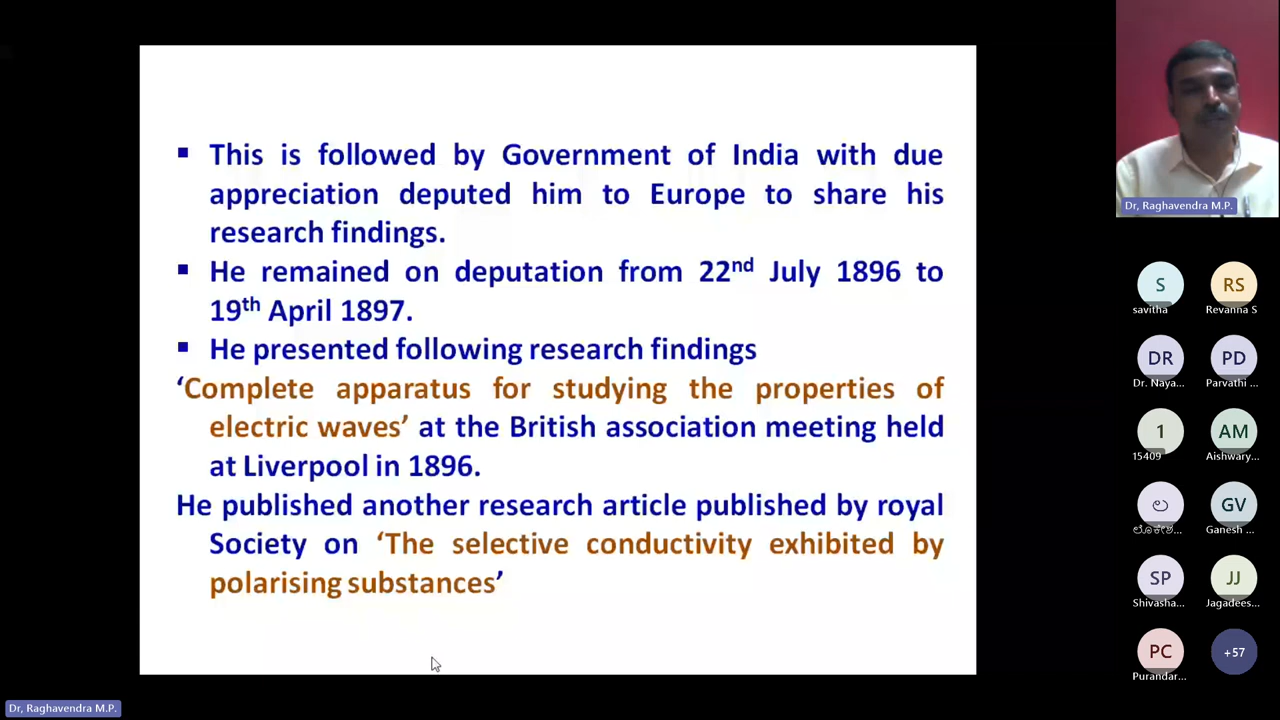 ▪ This is followed by Government of India with due
appreciation deputed him to Europe to share his
research findings.
▪ He remained on deputation from 22nd July 1896 to
19th April 1897.
▪ He presented following research findings
‘Complete apparatus for studying the properties of
electric waves’ at the British association meeting held
at Liverpool in 1896.
He published another research article published by royal
Society on ‘The selective conductivity exhibited by
polarising substances’
Dr, Raghavendra M.P.
S
savitha
RS
Revanna S
DR
Dr. Naya...
PD
Parvathi ...
1
15409
AM
Aishwary...
ಲ
ಲೋಕೇಶ...
GV
Ganesh ...
SP
Shivasha...
JJ
Jagadees...
PC
Purandar...
+57
Dr, Raghavendra M.P.